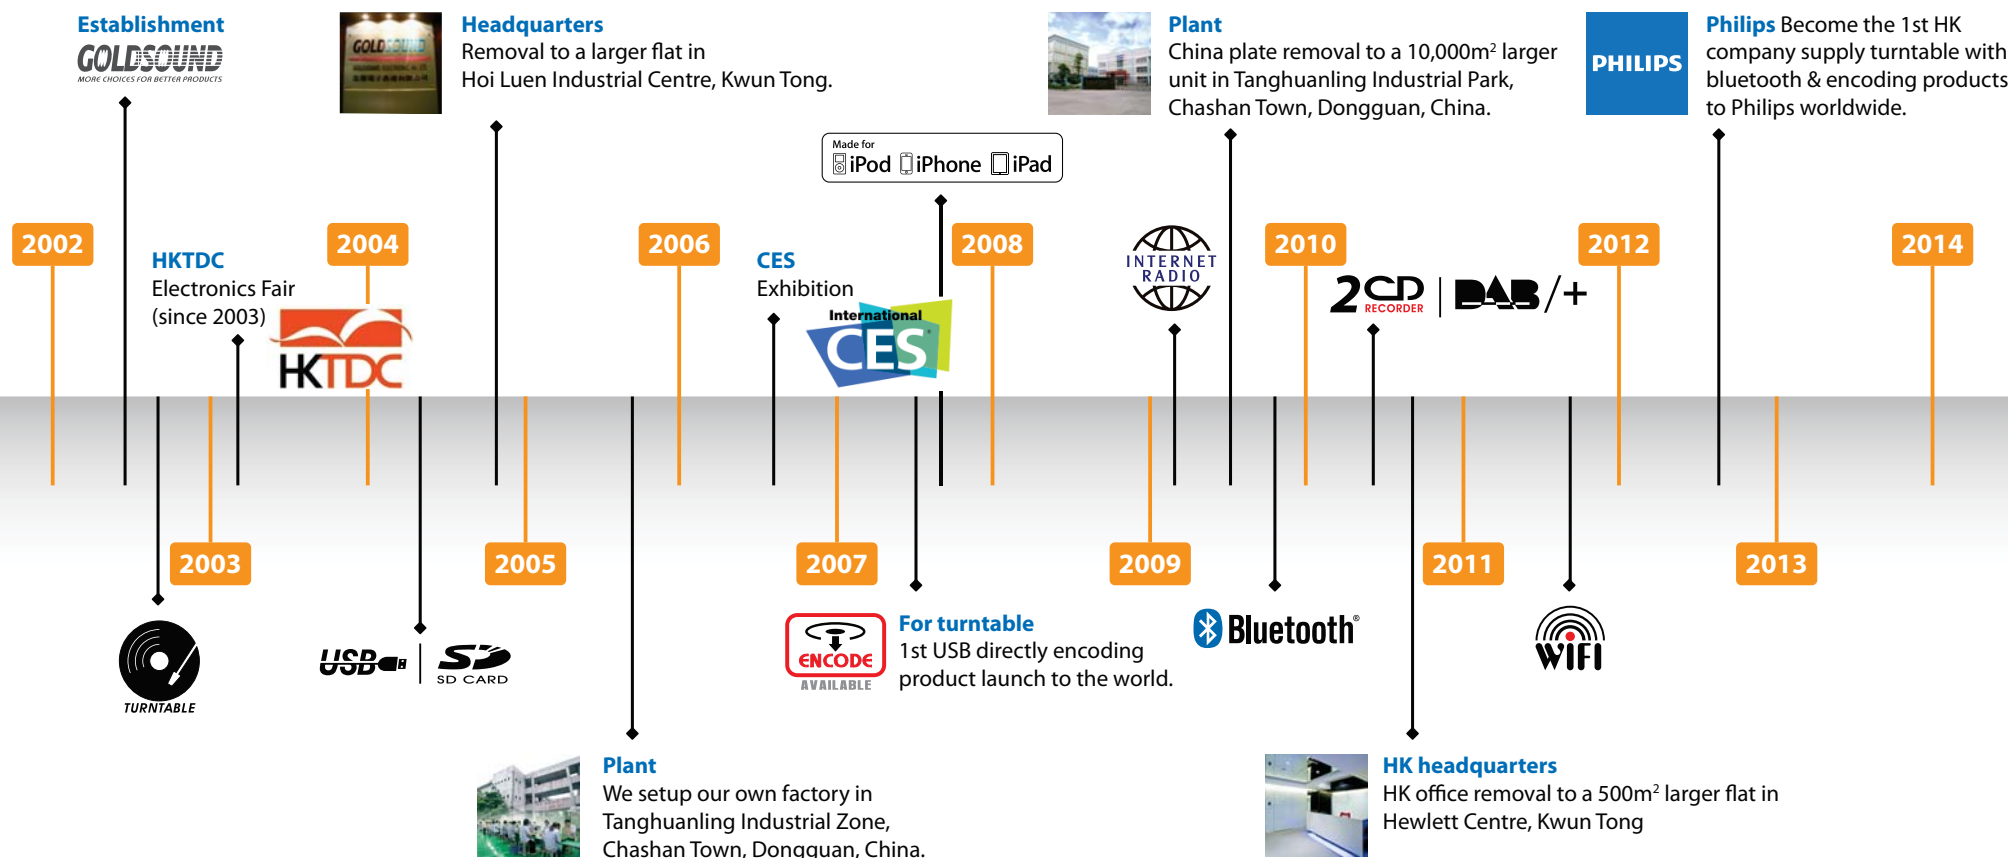 Establishment
GOLDSOUND
MORE CHOICES FOR BETTER PRODUCTS
Headquarters
Removal to a larger flat in
Hoi Luen Industrial Centre, Kwun Tong.
GOLDSOUND
Plant
China plate removal to a 10,000m² larger
unit in Tanghuanling Industrial Park,
Chashan Town, Dongguan, China.
PHILIPS
Philips Become the 1st HK
company supply turntable with
bluetooth & encoding products
to Philips worldwide.
Made for
iPod iPhone iPad
2002
2004
2006
2008
2010
2012
2014
HKTDC
Electronics Fair
(since 2003)
HKTDC
CES
Exhibition
International
CES
INTERNET
RADIO
2 CD
RECORDER
DAB/+
2003
2005
2007
2009
2011
2013
TURNTABLE
USB
SD
SD CARD
ENCODE
AVAILABLE
For turntable
1st USB directly encoding
product launch to the world.
Bluetooth®
WIFI
Plant
We setup our own factory in
Tanghuanling Industrial Zone,
Chashan Town, Dongguan, China.
HK headquarters
HK office removal to a 500m² larger flat in
Hewlett Centre, Kwun Tong